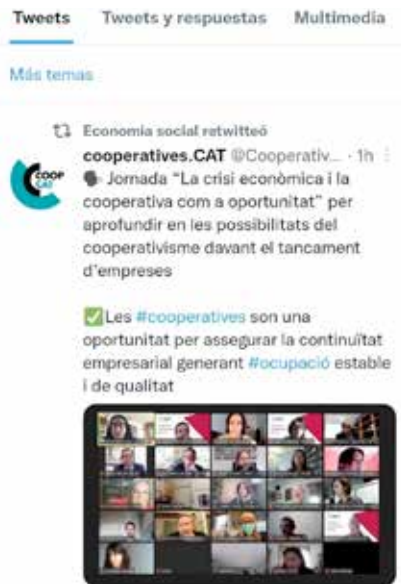 Tweets Tweets y respuestas Multimedia
Más temas
Economia social retwitteó
cooperatives.CAT @Cooperativ... · 1h
Jornada "La crisi econòmica i la
cooperativa com a oportunitat" per
aprofundir en les possibilitats del
cooperativisme davant el tancament
d'empreses
Les #cooperatives son una
oportunitat per assegurar la continuïtat
empresarial generant #ocupació estable
i de qualitat
COOP
CAT